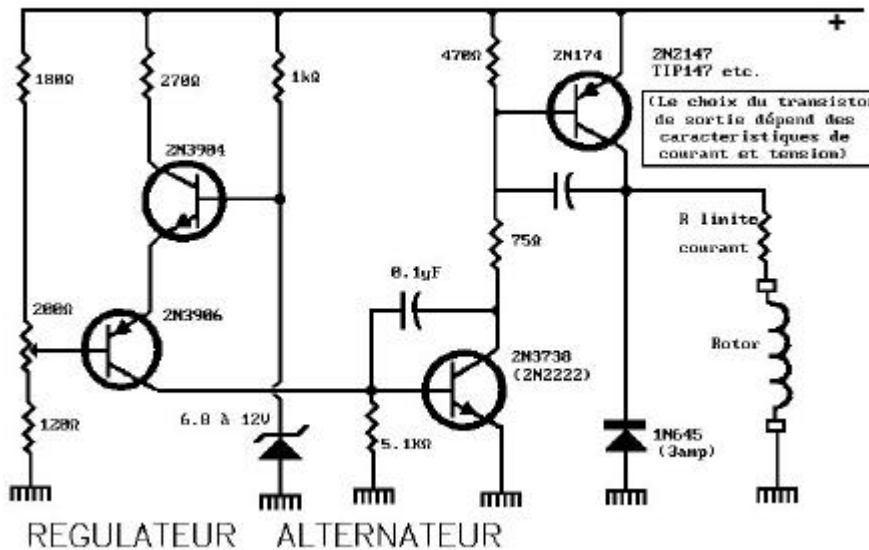 +
180Ω
270Ω
1kΩ
470Ω
2N174
2N2147
TIP147 etc.
(Le choix du transistor
de sortie dépend des
caracteristiques de
courant et tension)
2N3904
R limite
courant
75Ω
0.1µF
200Ω
2N3906
Rotor
2N3738
(2N2222)
120Ω
6.8 à 12V
5.1KΩ
1N645
(3amp)
REGULATEUR ALTERNATEUR